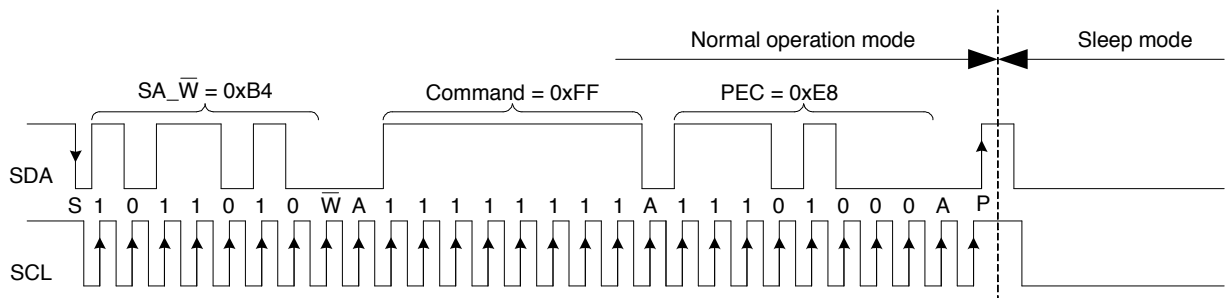 Normal operation mode Sleep mode
SA_W̅ = 0xB4 Command = 0xFF PEC = 0xE8
SDA
S 1 0 1 1 0 1 0 W̅ A 1 1 1 1 1 1 1 1 A 1 1 1 0 1 0 0 0 A P
SCL